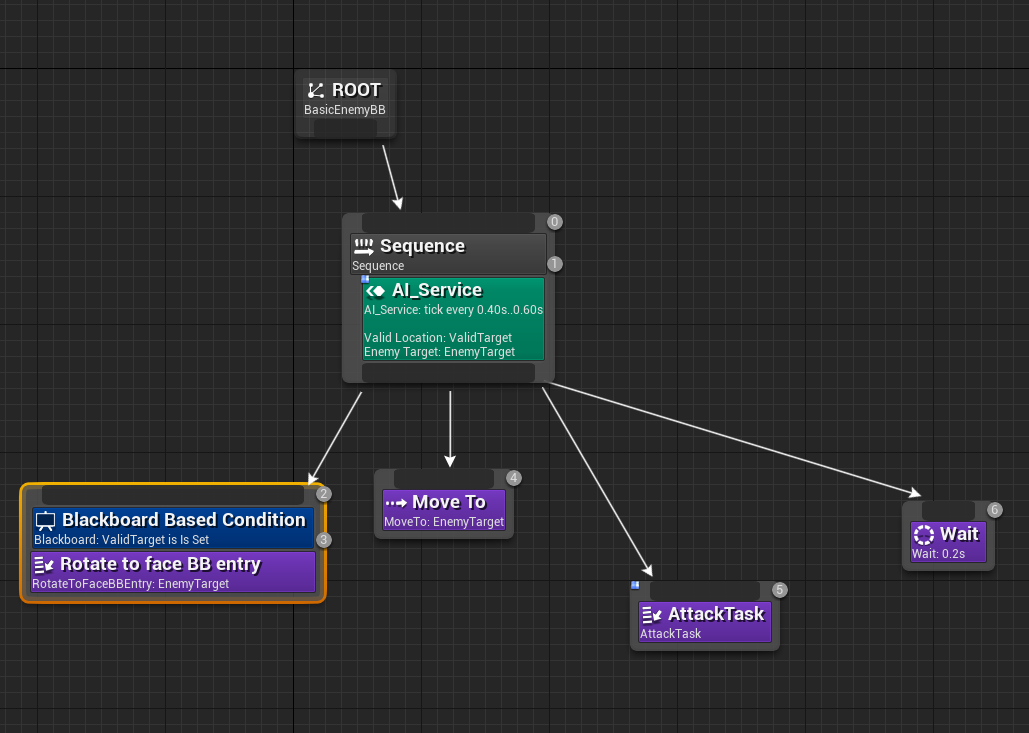 ROOT
BasicEnemyBB
0
Sequence
Sequence
1
AI_Service
AI_Service: tick every 0.40s..0.60s
Valid Location: ValidTarget
Enemy Target: EnemyTarget
2
Blackboard Based Condition
Blackboard: ValidTarget is Is Set
3
Rotate to face BB entry
RotateToFaceBBEntry: EnemyTarget
4
Move To
MoveTo: EnemyTarget
5
AttackTask
AttackTask
6
Wait
Wait: 0.2s